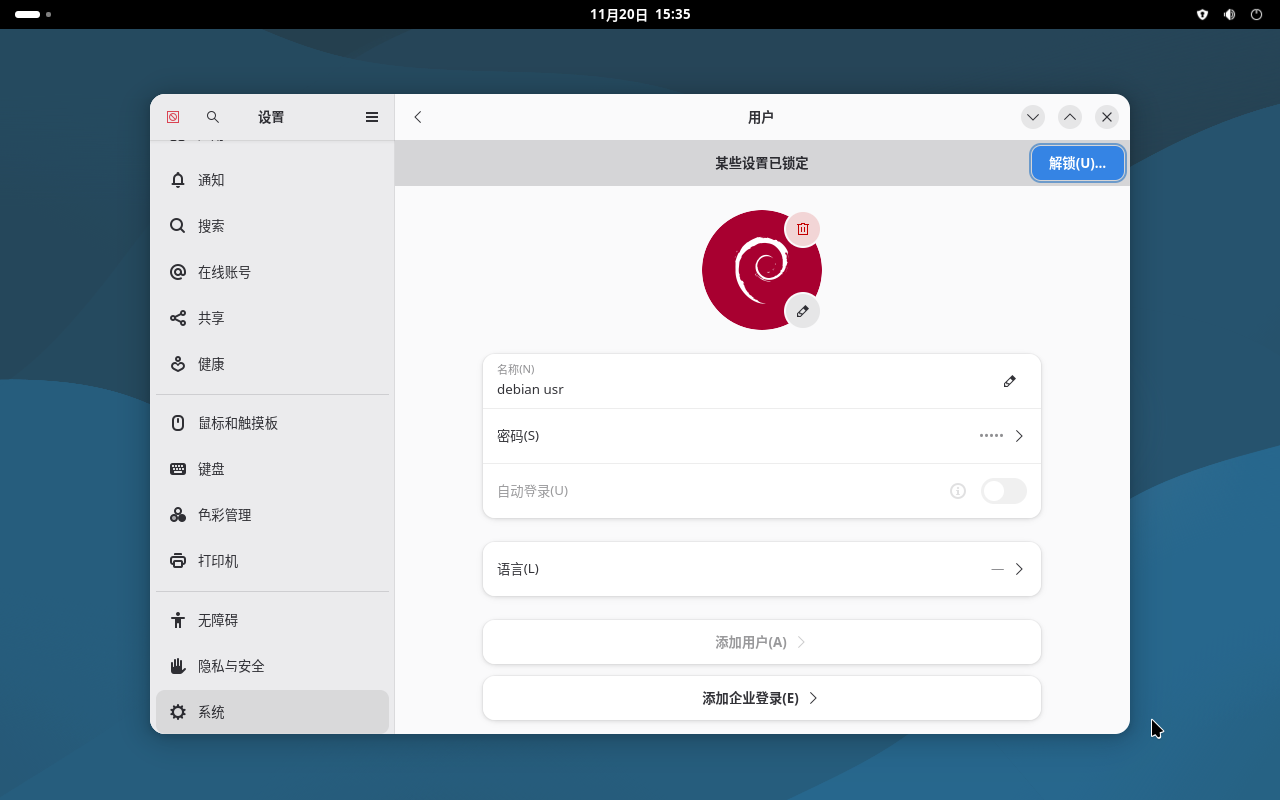 11月20日 15:35
设置
用户
某些设置已锁定
解锁(U)...
通知
搜索
在线账号
共享
健康
鼠标和触摸板
键盘
色彩管理
打印机
无障碍
隐私与安全
系统
名称(N)
debian usr
密码(S)
•••••
自动登录(U)
语言(L)
—
添加用户(A)
添加企业登录(E)